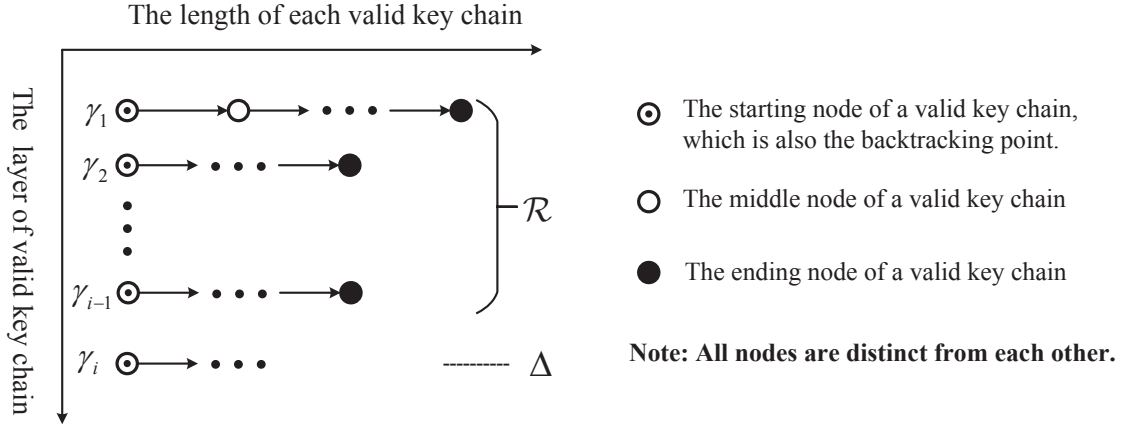 The length of each valid key chain
The layer of valid key chain
γ₁
γ₂
γᵢ₋₁
γᵢ
ℛ
Δ
The starting node of a valid key chain,
which is also the backtracking point.
The middle node of a valid key chain
The ending node of a valid key chain
Note: All nodes are distinct from each other.